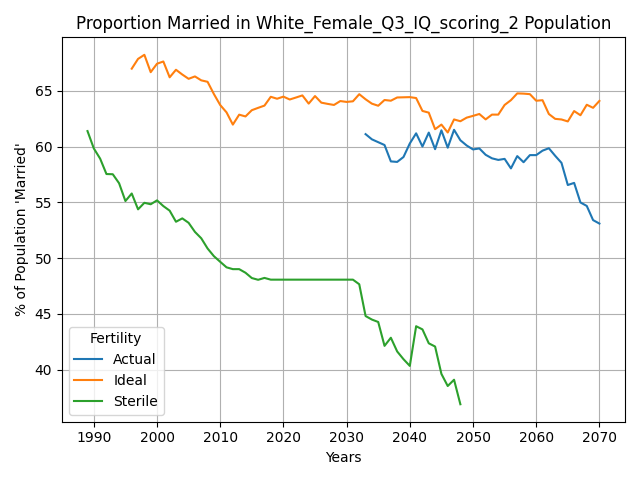 Proportion Married in White_Female_Q3_IQ_scoring_2 Population
% of Population 'Married'
65
60
55
50
45
40
Fertility
Actual
Ideal
Sterile
1990 2000 2010 2020 2030 2040 2050 2060 2070
Years